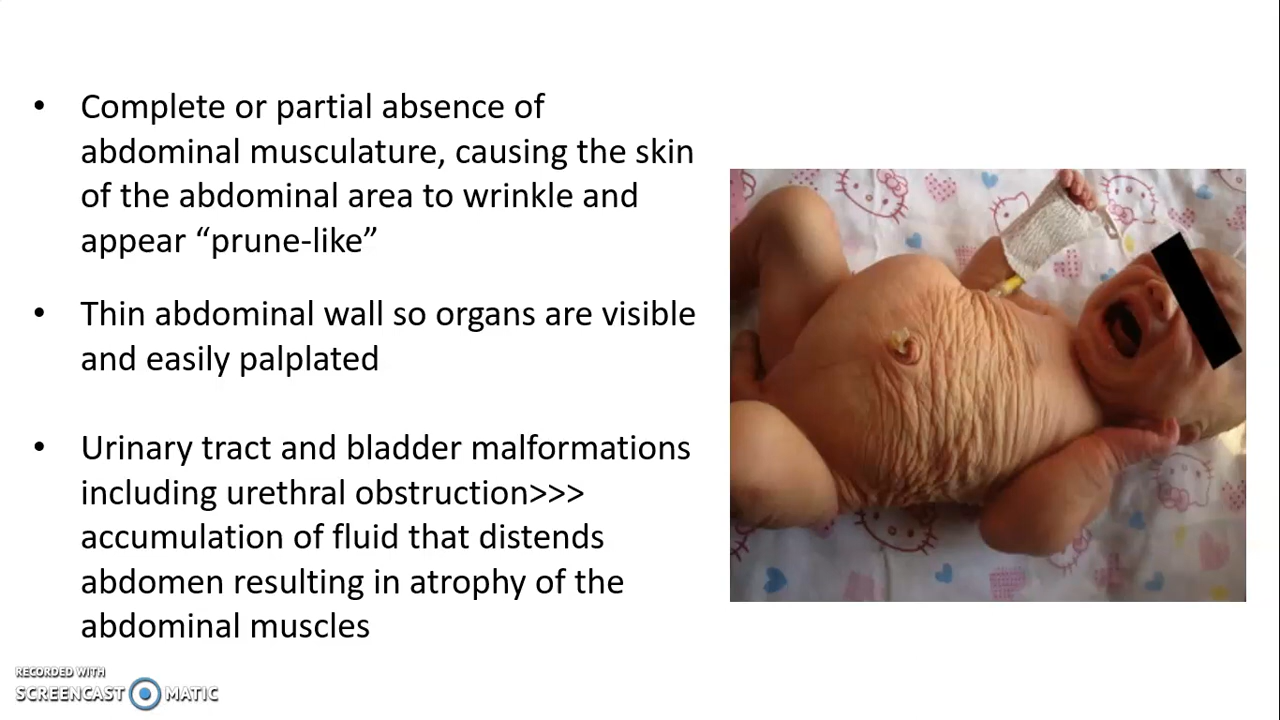 • Complete or partial absence of
abdominal musculature, causing the skin
of the abdominal area to wrinkle and
appear “prune-like”
• Thin abdominal wall so organs are visible
and easily palplated
• Urinary tract and bladder malformations
including urethral obstruction>>>
accumulation of fluid that distends
abdomen resulting in atrophy of the
abdominal muscles
RECORDED WITH
SCREENCAST MATIC